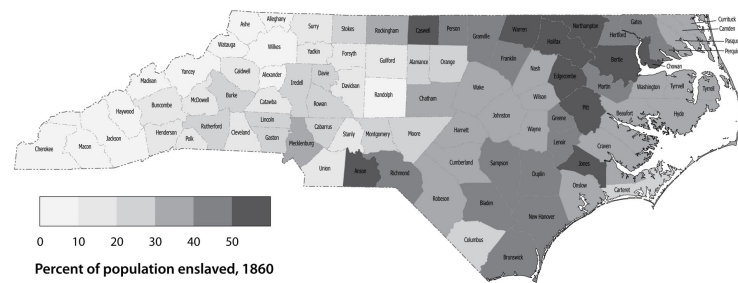 Ashe
Alleghany
Surry
Stokes
Rockingham
Caswell
Person
Granville
Warren
Northampton
Gates
Currituck
Camden
Hertford
Halifax
Watauga
Wilkes
Yadkin
Forsyth
Guilford
Alamance
Orange
Franklin
Nash
Edgecombe
Bertie
Chowan
Yancey
Caldwell
Alexander
Iredell
Davie
Davidson
Randolph
Chatham
Wake
Wilson
Martin
Washington
Tyrrell
Tyrrell
Madison
Buncombe
McDowell
Burke
Catawba
Rowan
Johnston
Pitt
Beaufort
Hyde
Haywood
Henderson
Polk
Rutherford
Cleveland
Lincoln
Gaston
Mecklenburg
Cabarrus
Stanly
Montgomery
Moore
Harnett
Wayne
Greene
Lenoir
Craven
Cherokee
Macon
Jackson
Union
Anson
Richmond
Cumberland
Sampson
Duplin
Jones
Onslow
Carteret
Robeson
Bladen
New Hanover
Columbus
Brunswick
0 10 20 30 40 50
Percent of population enslaved, 1860